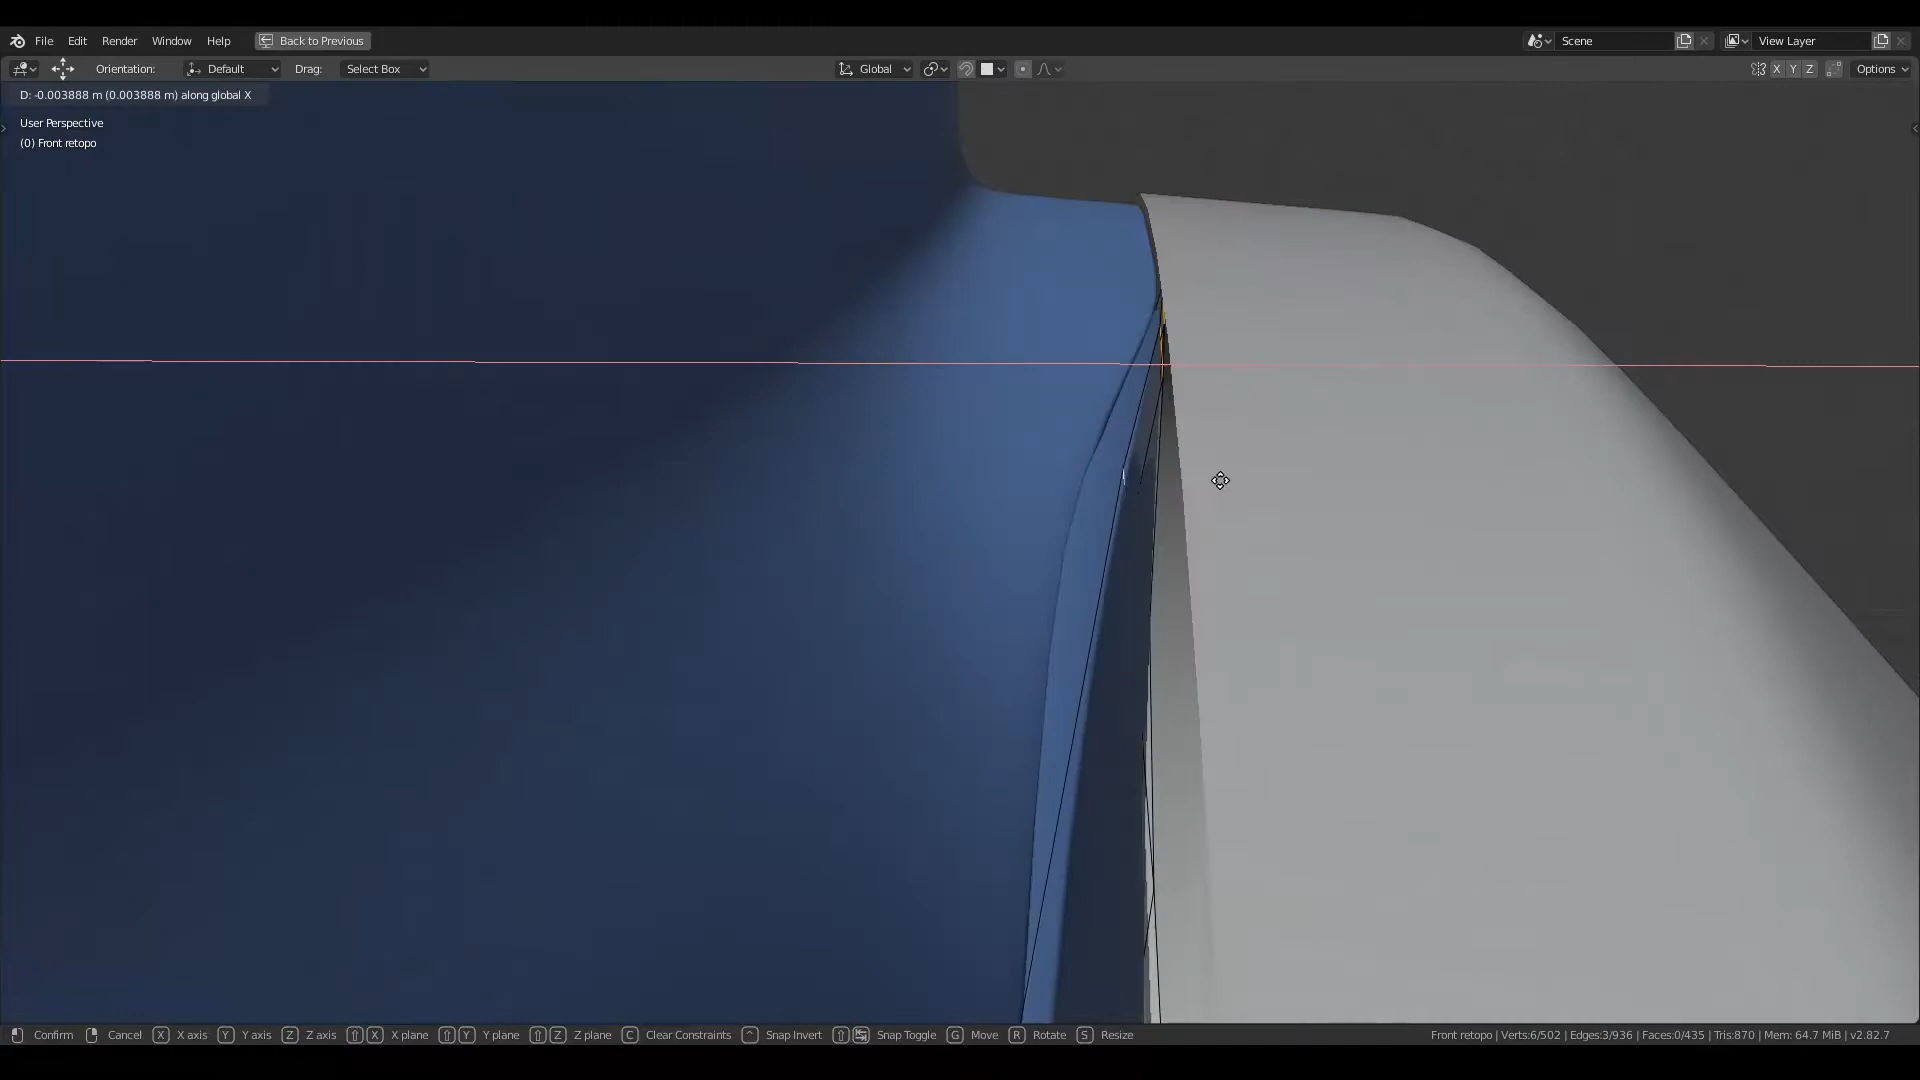 File Edit Render Window Help Back to Previous Scene View Layer
Orientation: Default Drag: Select Box Global X Y Z Options
D: -0.003888 m (0.003888 m) along global X
User Perspective
(0) Front retopo
Confirm Cancel X X axis Y Y axis Z Z axis X X plane Y Y plane Z Z plane C Clear Constraints ^ Snap Invert Snap Toggle G Move R Rotate S Resize Front retopo | Verts:6/502 | Edges:3/936 | Faces:0/435 | Tris:870 | Mem: 64.7 MiB | v2.82.7